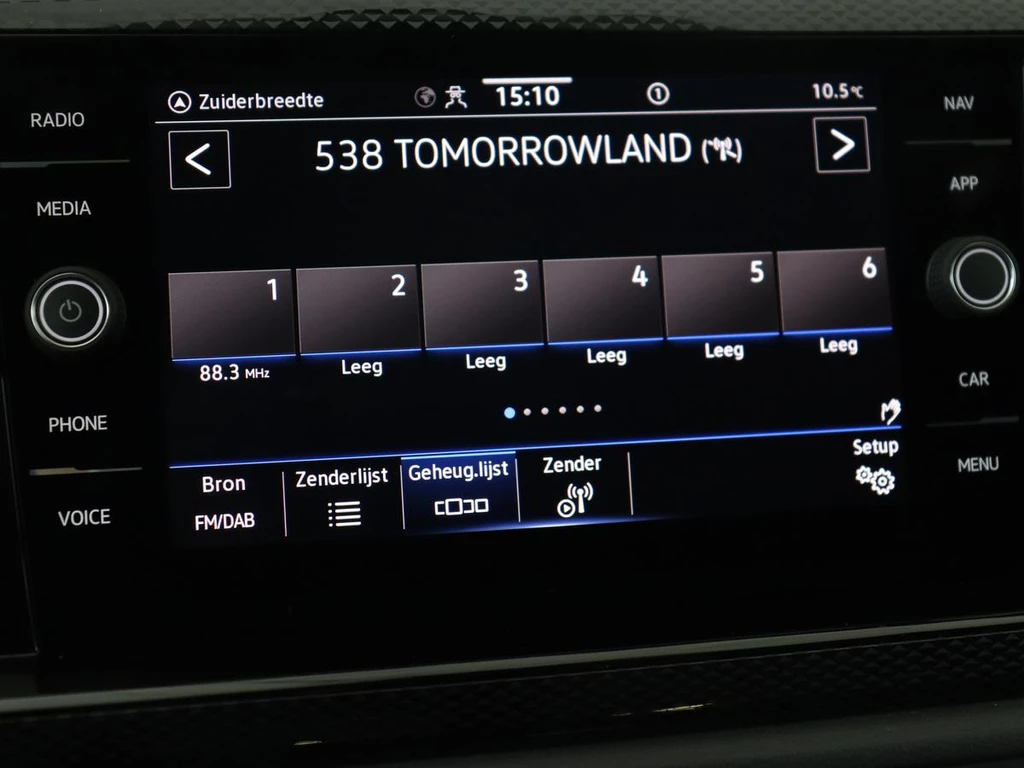 Zuiderbreedte 15:10 1 10.5°C
< 538 TOMORROWLAND >
1 2 3 4 5 6
88.3 MHz Leeg Leeg Leeg Leeg Leeg
Bron Zenderlijst Geheug.lijst Zender Setup
FM/DAB
RADIO
MEDIA
PHONE
VOICE
NAV
APP
CAR
MENU